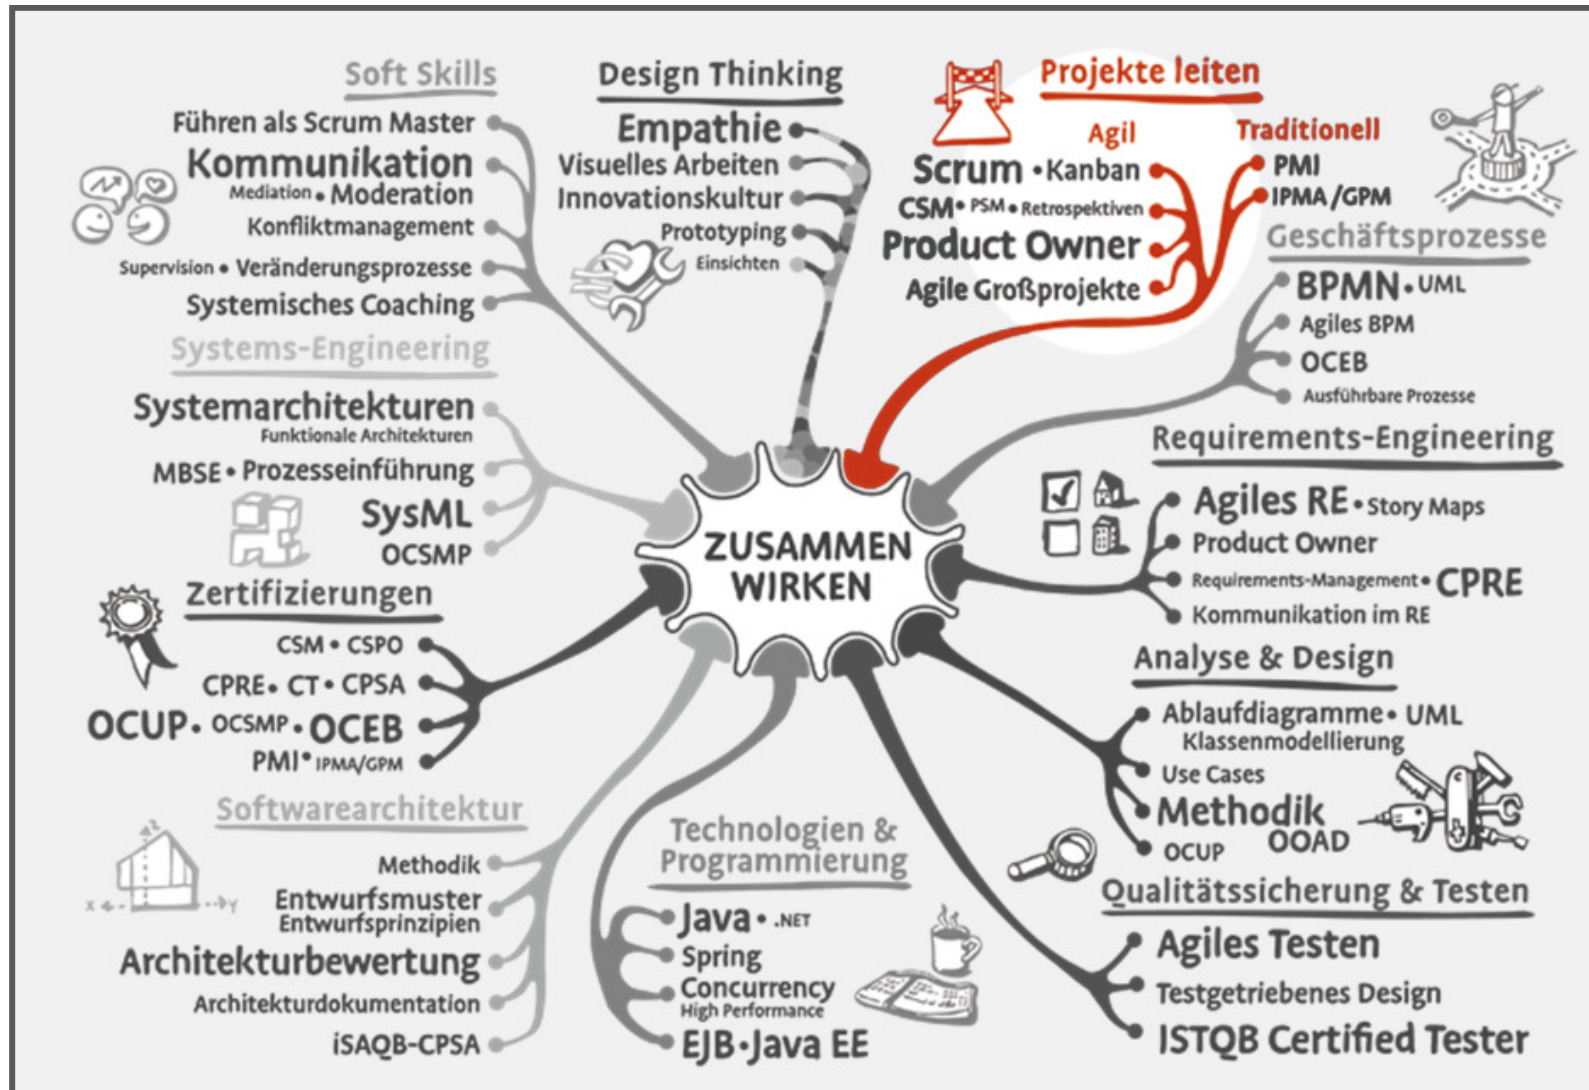 Soft Skills
Führen als Scrum Master
Kommunikation
Mediation • Moderation
Konfliktmanagement
Supervision • Veränderungsprozesse
Systemisches Coaching
Systems-Engineering
Systemarchitekturen
Funktionale Architekturen
MBSE • Prozesseinführung
SysML
OCSMP
Zertifizierungen
CSM • CSPO
CPRE • CT • CPSA
OCUP • OCSMP • OCEB
PMI • IPMA/GPM
Softwarearchitektur
Z
X
Y
Methodik
Entwurfsmuster
Entwurfsprinzipien
Architekturbewertung
Architekturdokumentation
iSAQB-CPSA
Design Thinking
Empathie
Visuelles Arbeiten
Innovationskultur
Prototyping
Einsichten
ZUSAMMEN
WIRKEN
Technologien &
Programmierung
Java • .NET
Spring
Concurrency
High Performance
EJB • Java EE
Projekte leiten
Agil
Scrum • Kanban
CSM • PSM • Retrospektiven
Product Owner
Agile Großprojekte
Traditionell
PMI
IPMA/GPM
Geschäftsprozesse
BPMN • UML
Agiles BPM
OCEB
Ausführbare Prozesse
Requirements-Engineering
Agiles RE • Story Maps
Product Owner
Requirements-Management • CPRE
Kommunikation im RE
Analyse & Design
Ablaufdiagramme • UML
Klassenmodellierung
Use Cases
Methodik
OOAD
OCUP
Qualitätssicherung & Testen
Agiles Testen
Testgetriebenes Design
ISTQB Certified Tester